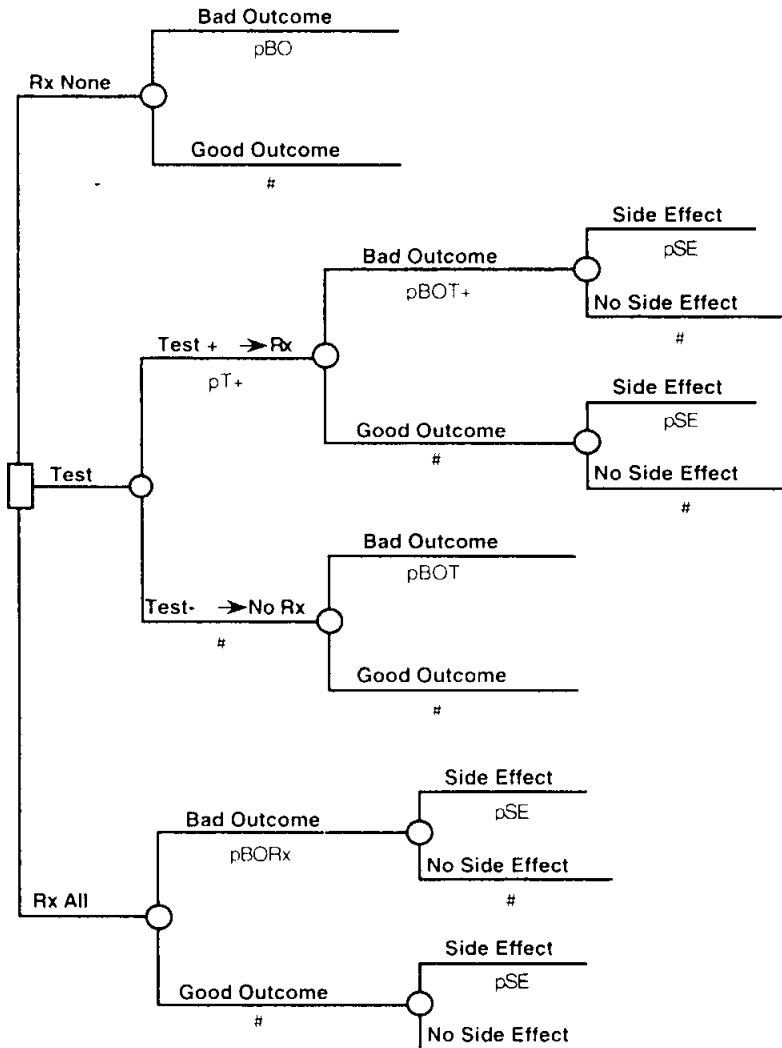 Bad Outcome
pBO
Rx None
Good Outcome
#
Side Effect
Bad Outcome
pSE
pBOT+
No Side Effect
#
Test + → Rx
pT+
Side Effect
pSE
Good Outcome
#
No Side Effect
#
Test
Bad Outcome
pBOT
Test- → No Rx
#
Good Outcome
#
Side Effect
pSE
Bad Outcome
pBORx
No Side Effect
#
Rx All
Side Effect
pSE
Good Outcome
#
No Side Effect